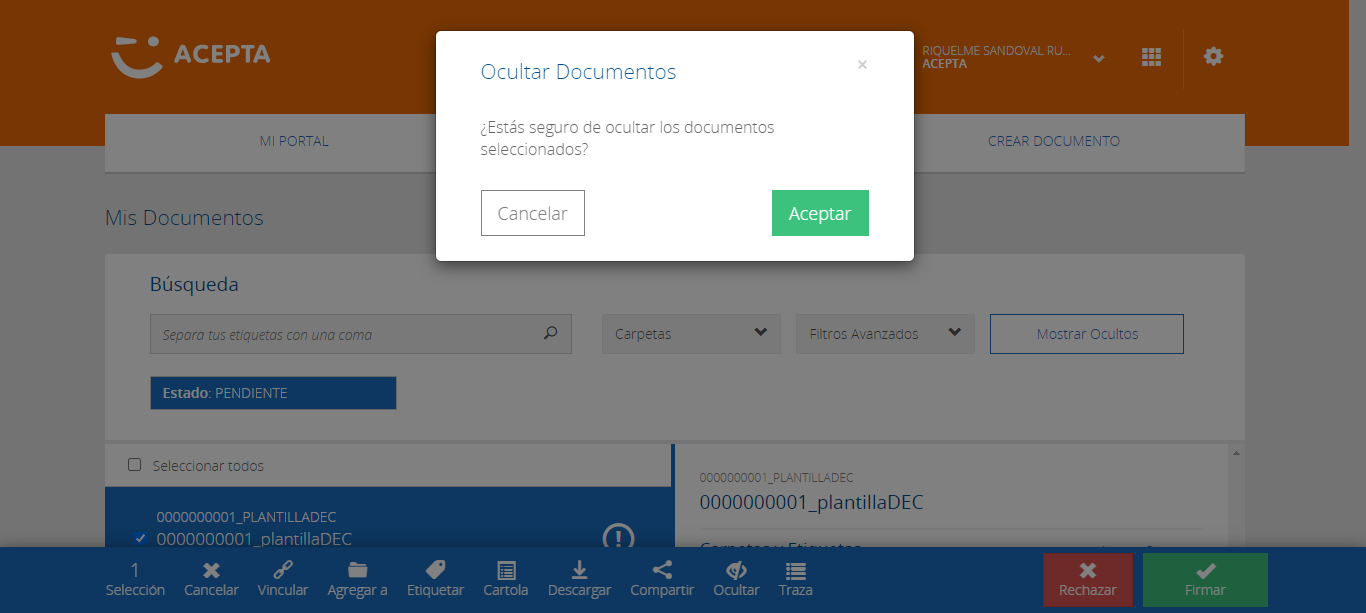 ACEPTA
RIQUELME SANDOVAL RU...
ACEPTA
Ocultar Documentos
×
¿Estás seguro de ocultar los documentos
seleccionados?
Cancelar
Aceptar
MI PORTAL
CREAR DOCUMENTO
Mis Documentos
Búsqueda
Separa tus etiquetas con una coma
Carpetas
Filtros Avanzados
Mostrar Ocultos
Estado: PENDIENTE
Seleccionar todos
0000000001_PLANTILLADEC
0000000001_plantillaDEC
0000000001_PLANTILLADEC
0000000001_plantillaDEC
Carpetas y Etiquetas
1
Selección
Cancelar
Vincular
Agregar a
Etiquetar
Cartola
Descargar
Compartir
Ocultar
Traza
Rechazar
Firmar